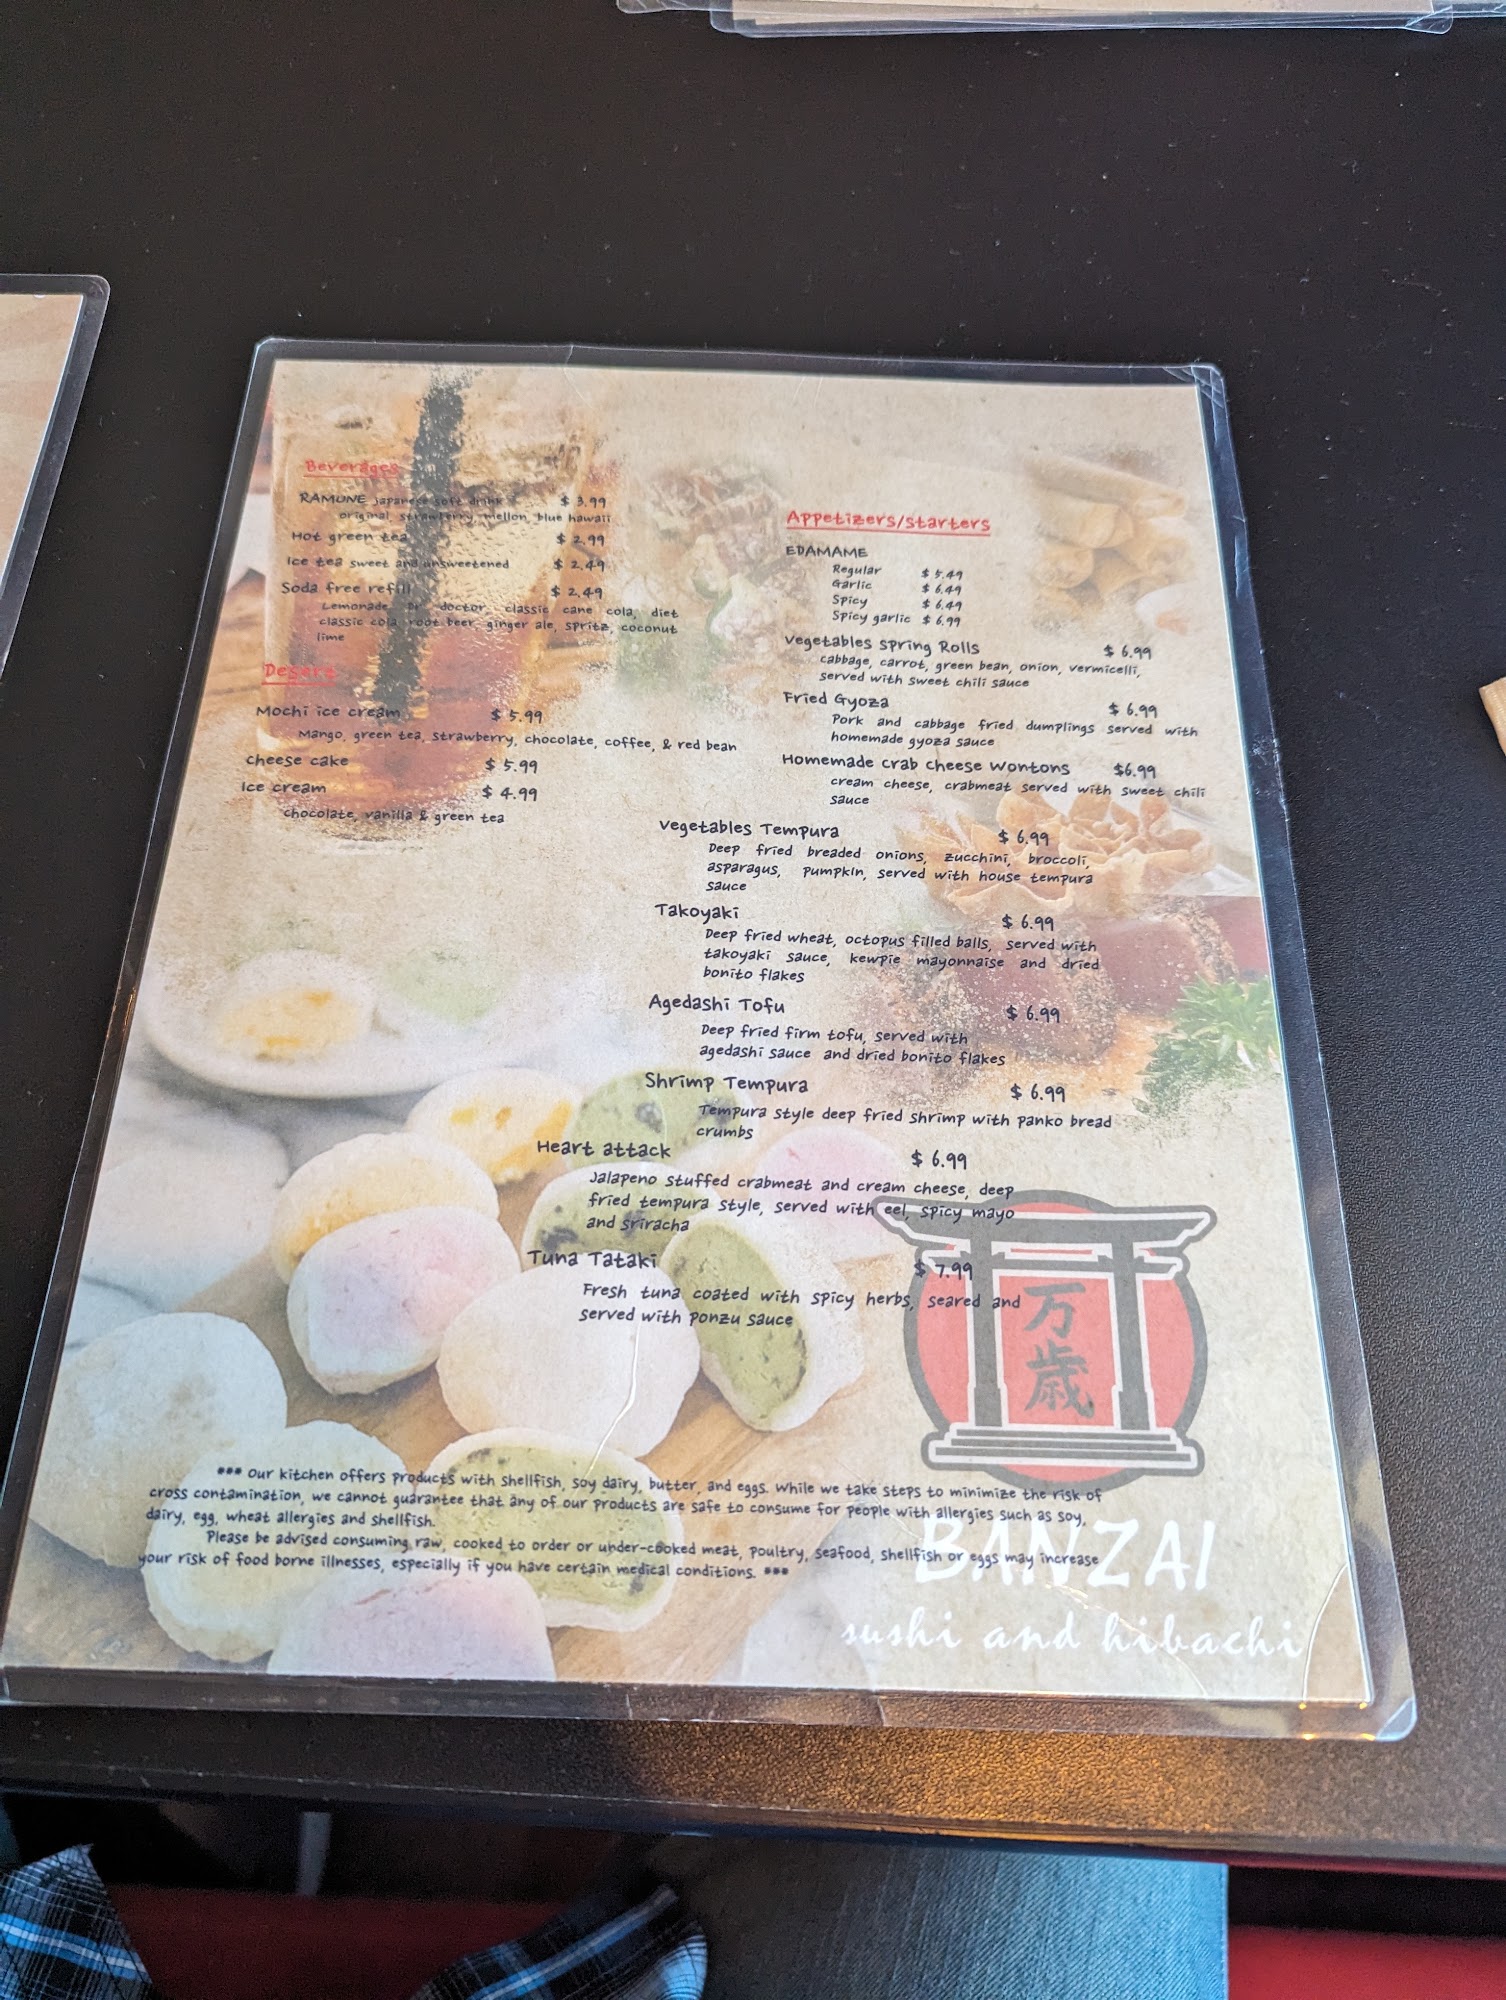 Beverages
RAMUNE Japanese soft drink $ 3.99
original, strawberry, mellon, blue hawaii
Hot green tea $ 2.99
Ice tea sweet and unsweetened $ 2.49
Soda free refill $ 2.49
Lemonade, Dr doctor, classic cane cola, diet
classic cola, root beer, ginger ale, spritz, coconut
lime
Desert
Mochi ice cream $ 5.99
Mango, green tea, strawberry, chocolate, coffee, & red bean
cheese cake $ 5.99
Ice cream $ 4.99
chocolate, vanilla & green tea
Appetizers/starters
EDAMAME
Regular $ 5.49
Garlic $ 6.49
Spicy $ 6.49
Spicy garlic $ 6.99
Vegetables Spring Rolls $ 6.99
cabbage, carrot, green bean, onion, vermicelli,
served with sweet chili sauce
Fried Gyoza $ 6.99
Pork and cabbage fried dumplings served with
homemade gyoza sauce
Homemade crab cheese wontons $6.99
cream cheese, crabmeat served with sweet chili
sauce
Vegetables Tempura $ 6.99
Deep fried breaded onions, zucchini, broccoli,
asparagus, pumpkin, served with house tempura
sauce
Takoyaki $ 6.99
Deep fried wheat, octopus filled balls, served with
takoyaki sauce, kewpie mayonnaise and dried
bonito flakes
Agedashi Tofu $ 6.99
Deep fried firm tofu, served with
agedashi sauce and dried bonito flakes
Shrimp Tempura $ 6.99
Tempura style deep fried shrimp with panko bread
crumbs
Heart attack $ 6.99
Jalapeno stuffed crabmeat and cream cheese, deep
fried tempura style, served with eel, spicy mayo
and sriracha
Tuna Tataki $ 7.99
Fresh tuna coated with spicy herbs, seared and
served with ponzu sauce
万歳
*** Our kitchen offers products with shellfish, soy dairy, butter, and eggs. While we take steps to minimize the risk of
cross contamination, we cannot guarantee that any of our products are safe to consume for people with allergies such as soy,
dairy, egg, wheat allergies and shellfish.
Please be advised consuming raw, cooked to order or under-cooked meat, poultry, seafood, shellfish or eggs may increase
your risk of food borne illnesses, especially if you have certain medical conditions. ***
BANZAI
sushi and hibachi